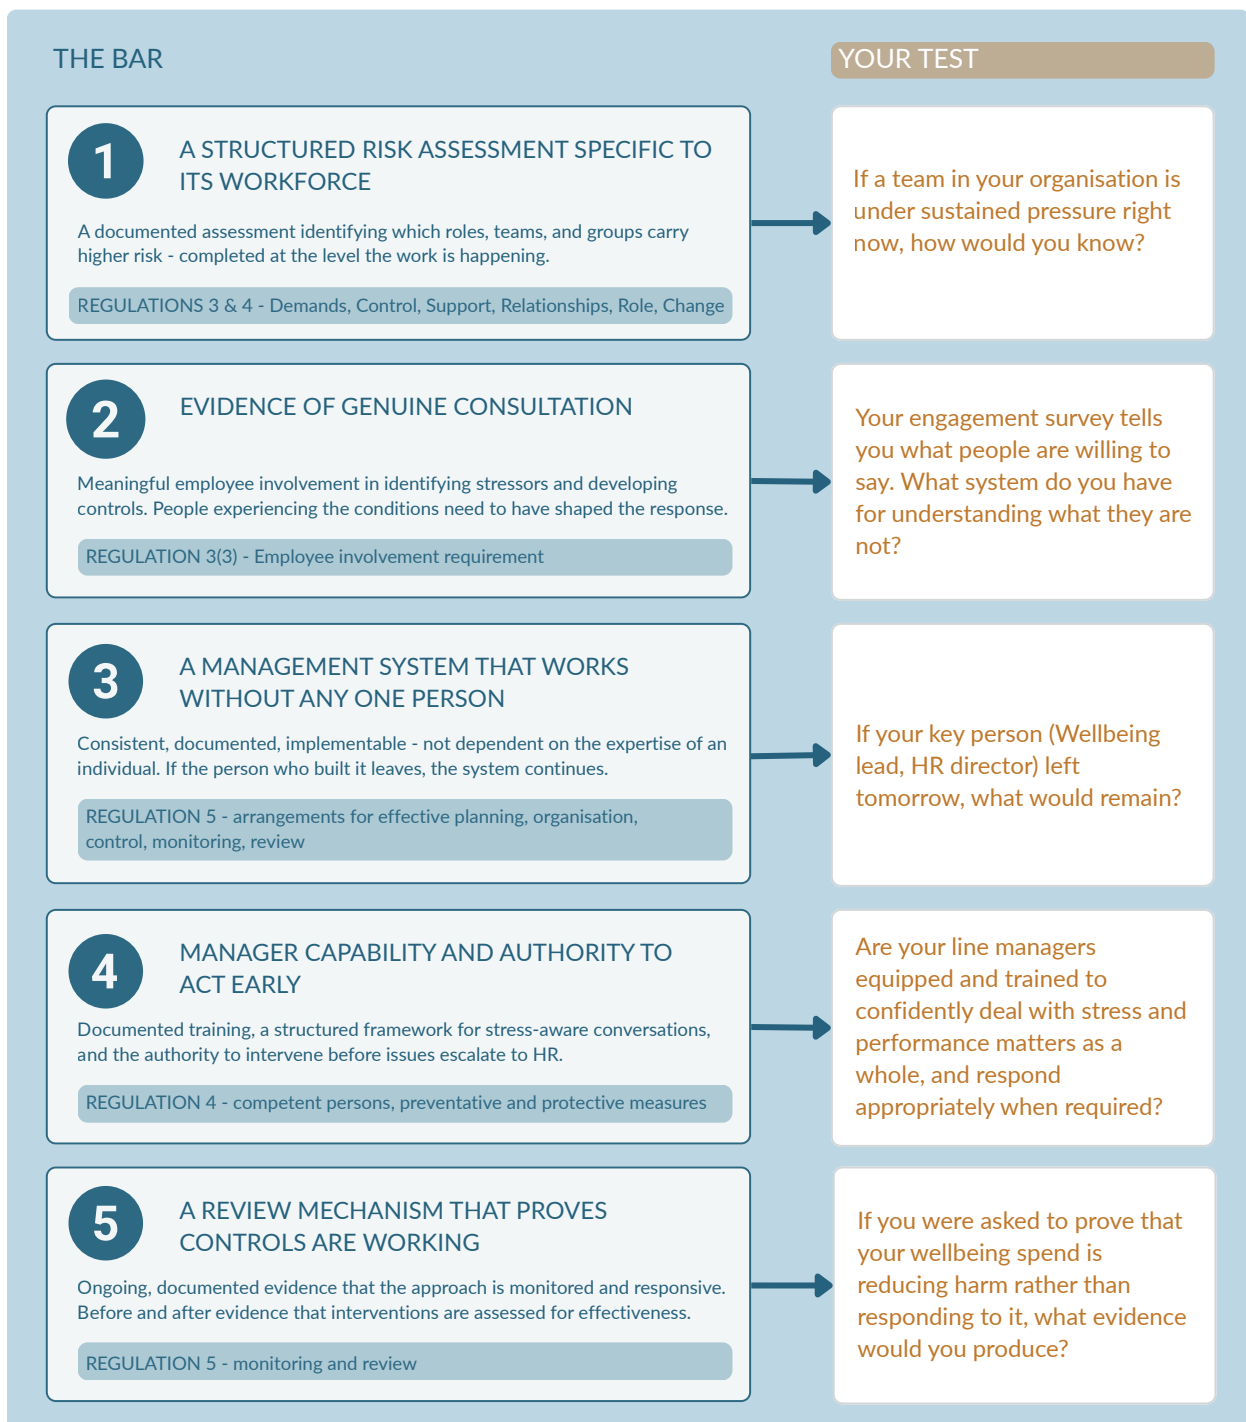 THE BAR
YOUR TEST
1
A STRUCTURED RISK ASSESSMENT SPECIFIC TO
ITS WORKFORCE
A documented assessment identifying which roles, teams, and groups carry
higher risk - completed at the level the work is happening.
REGULATIONS 3 & 4 - Demands, Control, Support, Relationships, Role, Change
If a team in your organisation is
under sustained pressure right
now, how would you know?
2
EVIDENCE OF GENUINE CONSULTATION
Meaningful employee involvement in identifying stressors and developing
controls. People experiencing the conditions need to have shaped the response.
REGULATION 3(3) - Employee involvement requirement
Your engagement survey tells
you what people are willing to
say. What system do you have
for understanding what they are
not?
3
A MANAGEMENT SYSTEM THAT WORKS
WITHOUT ANY ONE PERSON
Consistent, documented, implementable - not dependent on the expertise of an
individual. If the person who built it leaves, the system continues.
REGULATION 5 - arrangements for effective planning, organisation,
control, monitoring, review
If your key person (Wellbeing
lead, HR director) left
tomorrow, what would remain?
4
MANAGER CAPABILITY AND AUTHORITY TO
ACT EARLY
Documented training, a structured framework for stress-aware conversations,
and the authority to intervene before issues escalate to HR.
REGULATION 4 - competent persons, preventative and protective measures
Are your line managers
equipped and trained to
confidently deal with stress and
performance matters as a
whole, and respond
appropriately when required?
5
A REVIEW MECHANISM THAT PROVES
CONTROLS ARE WORKING
Ongoing, documented evidence that the approach is monitored and responsive.
Before and after evidence that interventions are assessed for effectiveness.
REGULATION 5 - monitoring and review
If you were asked to prove that
your wellbeing spend is
reducing harm rather than
responding to it, what evidence
would you produce?